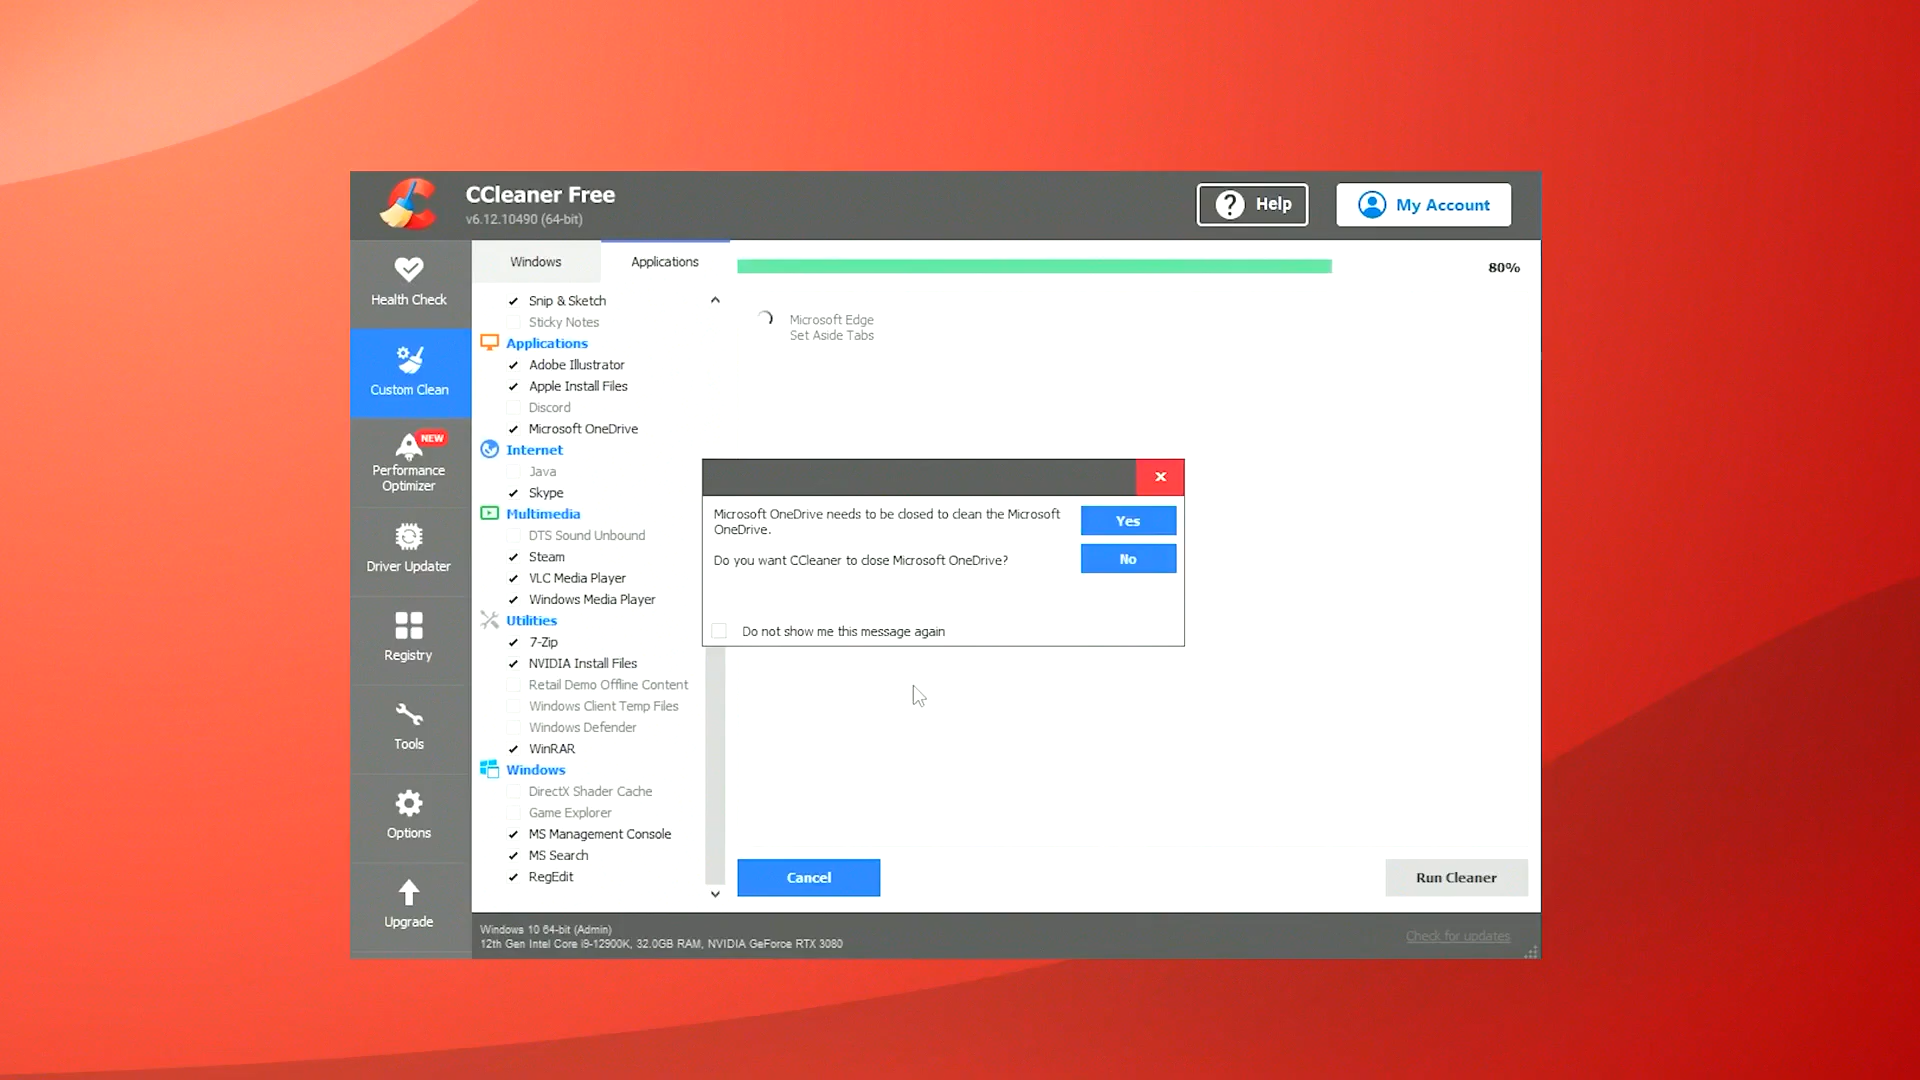 CCleaner Free
v6.12.10490 (64-bit)
Help
My Account
Health Check
Custom Clean
NEW
Performance
Optimizer
Driver Updater
Registry
Tools
Options
Upgrade
Windows
Applications
Snip & Sketch
Sticky Notes
Applications
Adobe Illustrator
Apple Install Files
Discord
Microsoft OneDrive
Internet
Java
Skype
Multimedia
DTS Sound Unbound
Steam
VLC Media Player
Windows Media Player
Utilities
7-Zip
NVIDIA Install Files
Retail Demo Offline Content
Windows Client Temp Files
Windows Defender
WinRAR
Windows
DirectX Shader Cache
Game Explorer
MS Management Console
MS Search
RegEdit
80%
Microsoft Edge
Set Aside Tabs
Microsoft OneDrive needs to be closed to clean the Microsoft
OneDrive.
Do you want CCleaner to close Microsoft OneDrive?
Yes
No
Do not show me this message again
Cancel
Run Cleaner
Windows 10 64-bit (Admin)
12th Gen Intel Core i9-12900K, 32.0GB RAM, NVIDIA GeForce RTX 3080
Check for updates